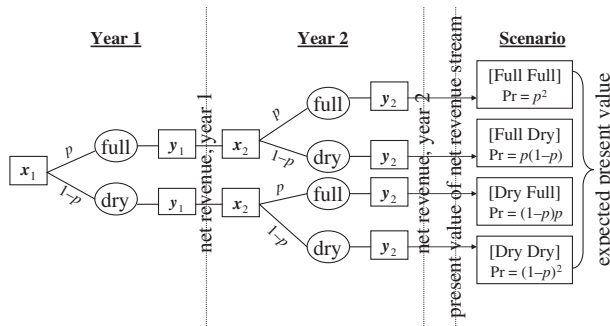 Year 1
Year 2
Scenario
x₁
p
full
y₁
1–p
dry
y₁
net revenue, year 1
x₂
p
full
y₂
1–p
dry
y₂
x₂
p
full
y₂
1–p
dry
y₂
net revenue, year 2
present value of net revenue stream
[Full Full]
Pr = p²
[Full Dry]
Pr = p(1–p)
[Dry Full]
Pr = (1–p)p
[Dry Dry]
Pr = (1–p)²
expected present value